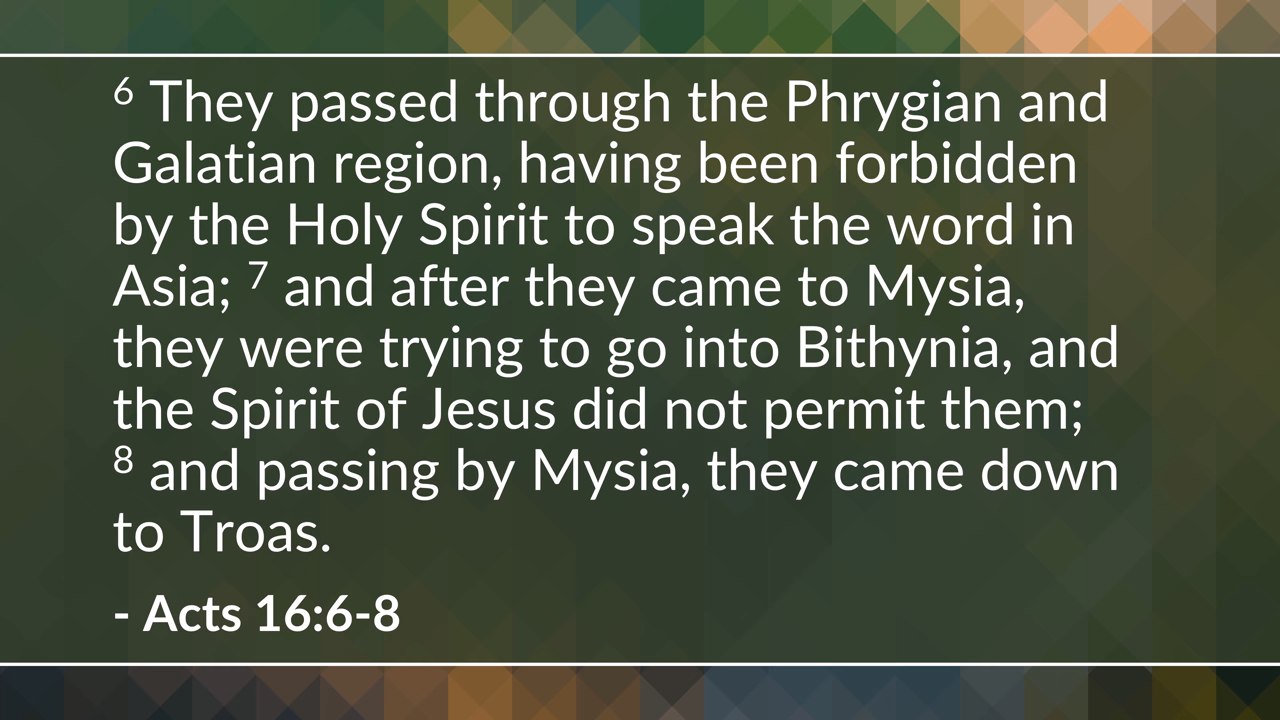 6 They passed through the Phrygian and
Galatian region, having been forbidden
by the Holy Spirit to speak the word in
Asia; 7 and after they came to Mysia,
they were trying to go into Bithynia, and
the Spirit of Jesus did not permit them;
8 and passing by Mysia, they came down
to Troas.
- Acts 16:6-8